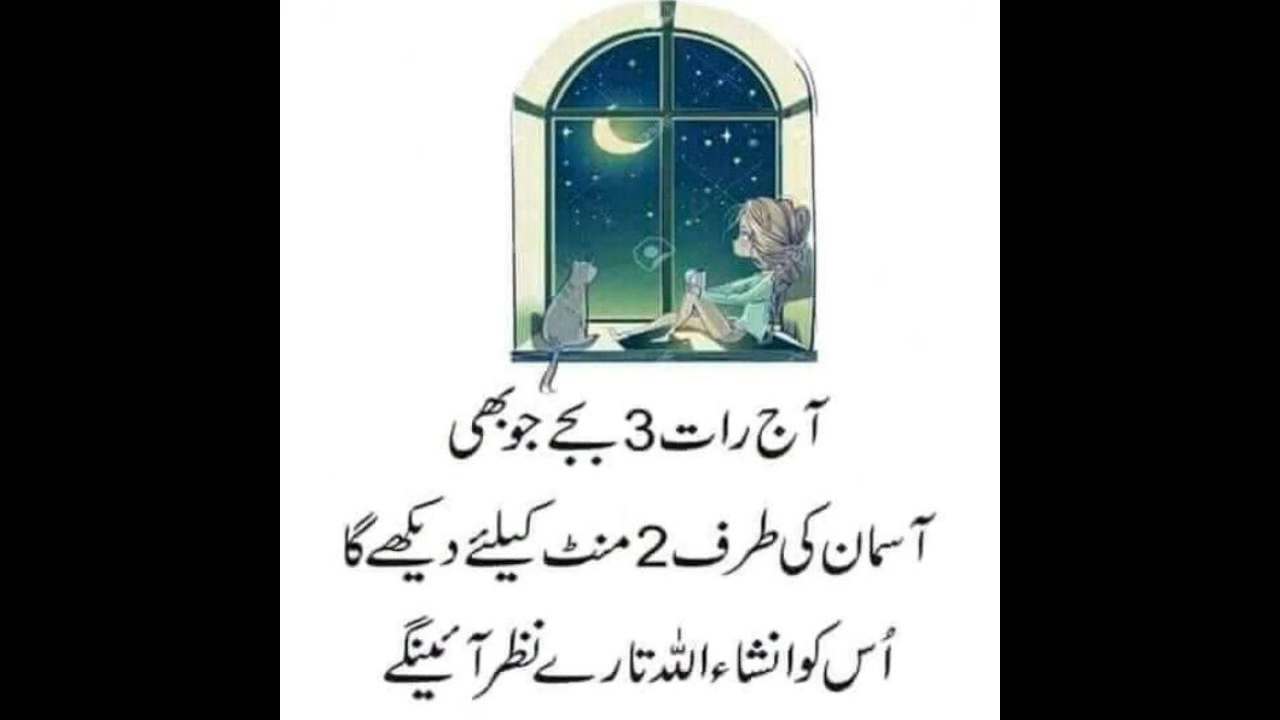 آج رات 3 بجے جو بھی
آسمان کی طرف 2 منٹ کیلئے دیکھے گا
اُس کو انشاء اللہ تارے نظر آئینگے